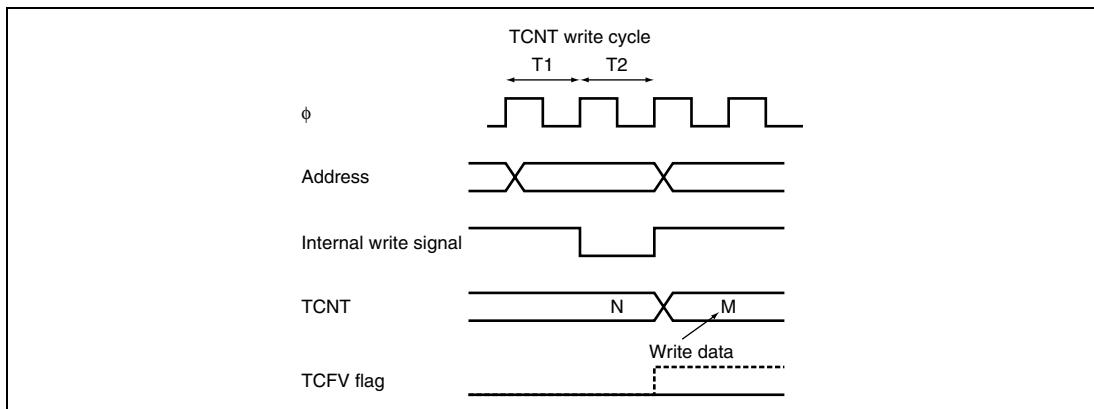 TCNT write cycle
T1 T2
ϕ
Address
Internal write signal
TCNT N M
Write data
TCFV flag